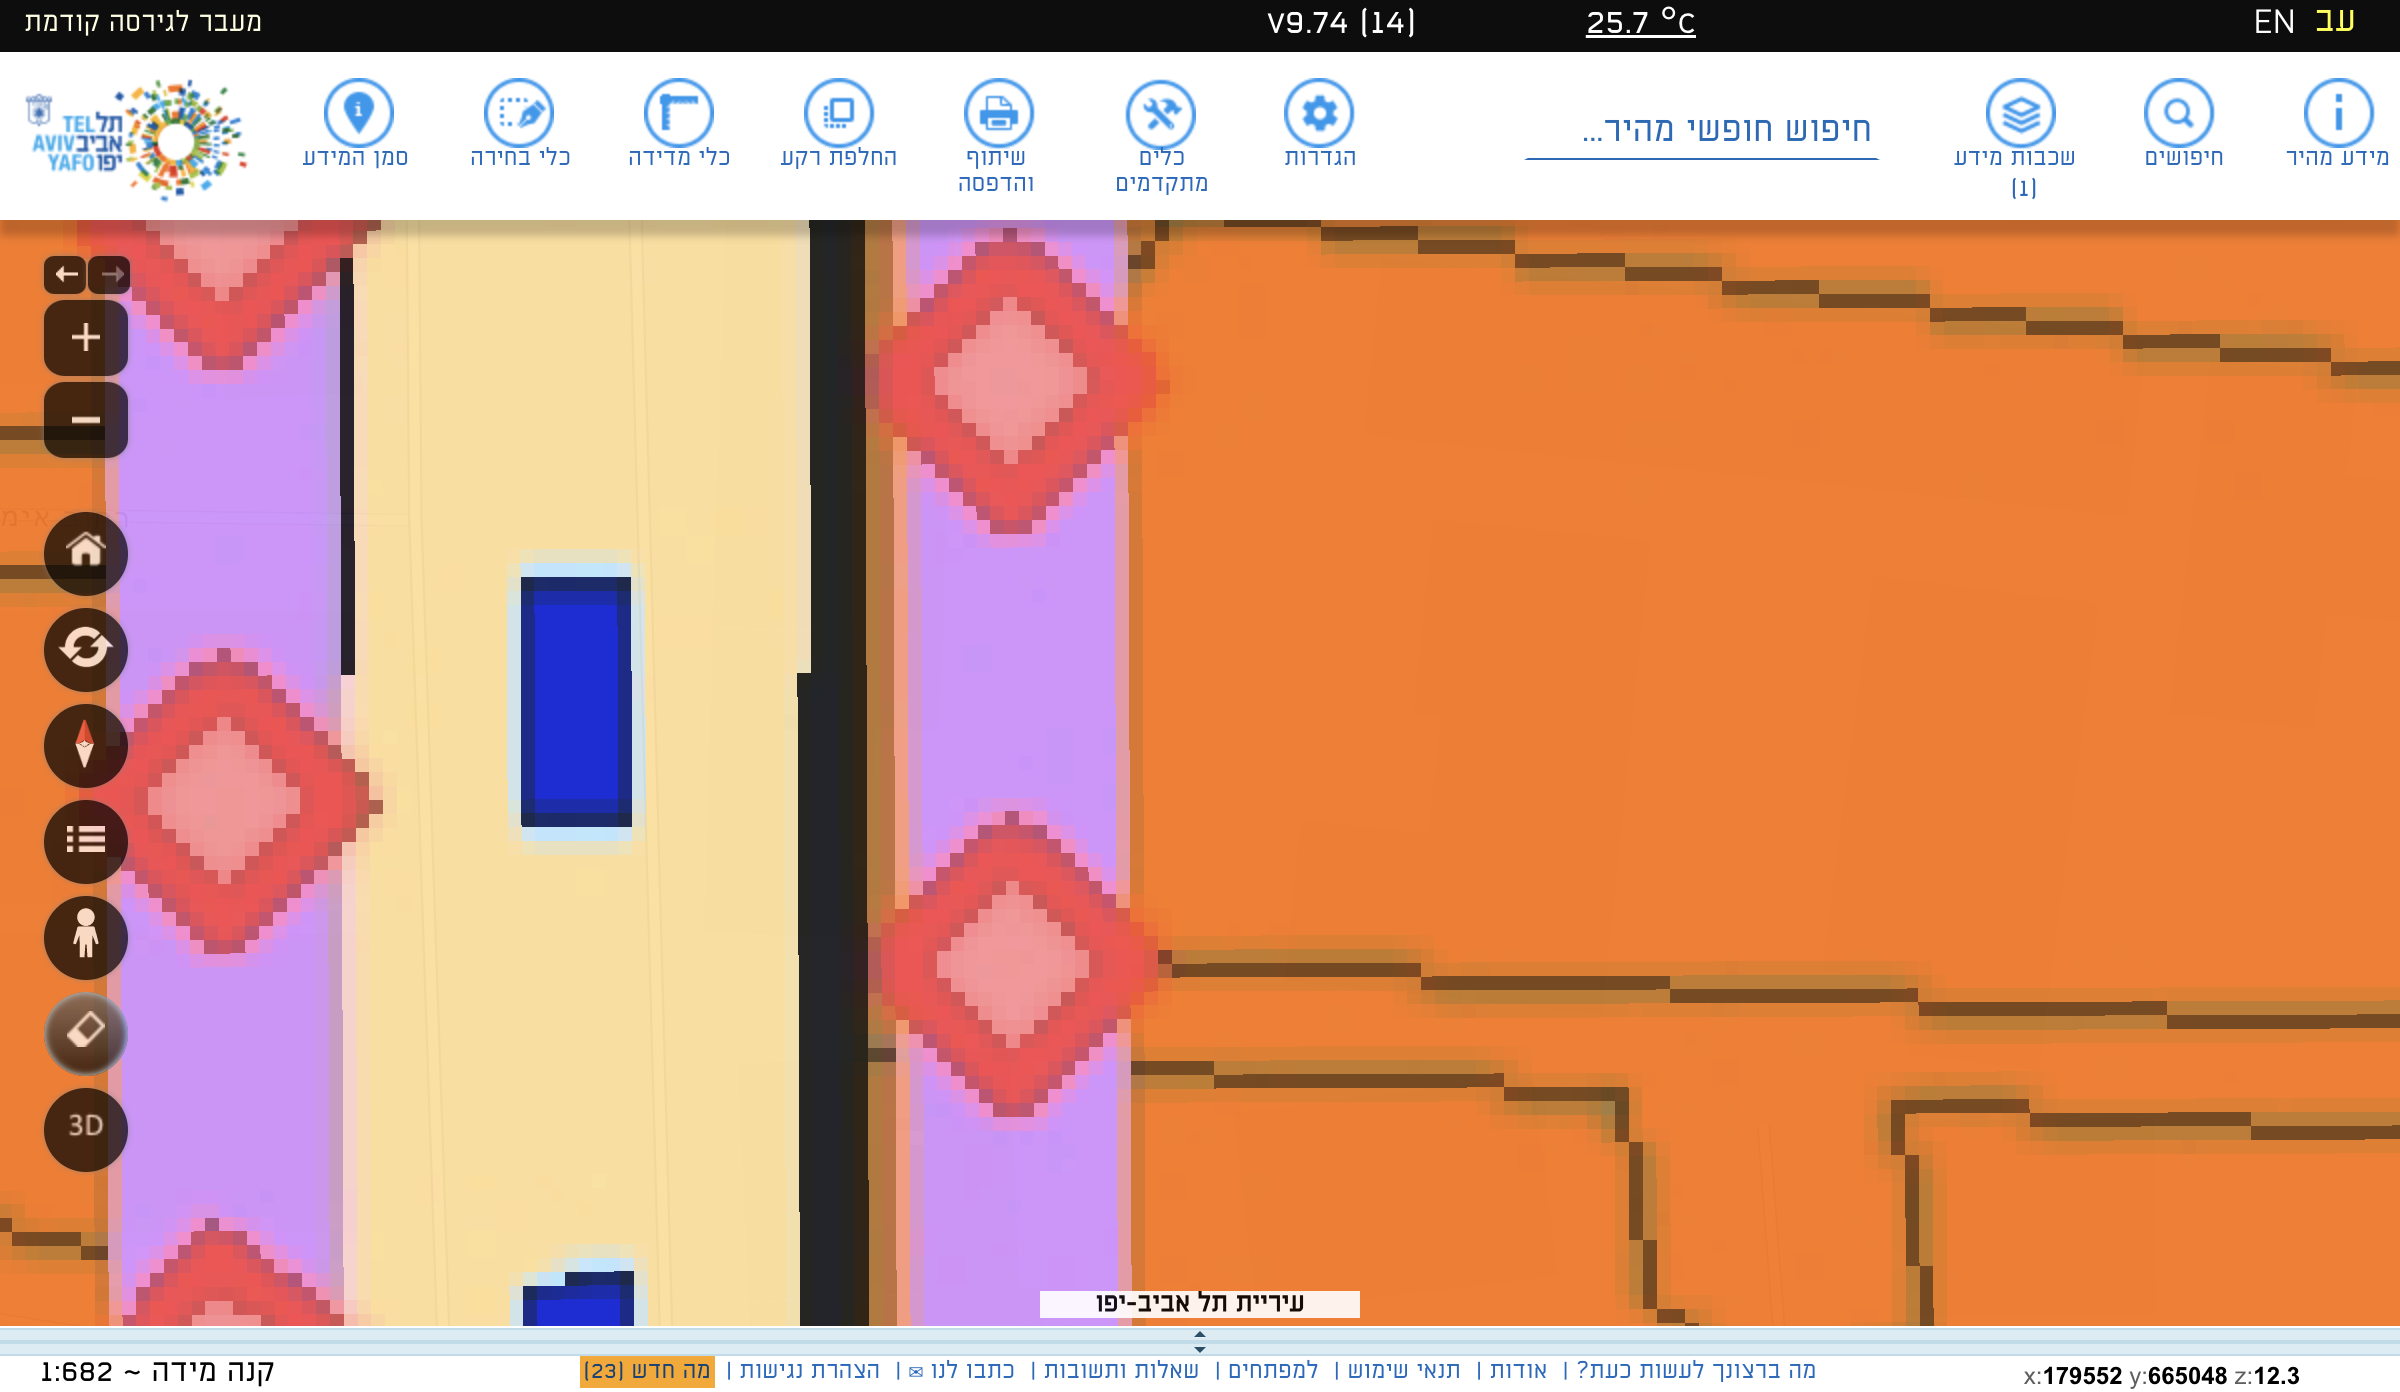 עב EN
25.7 °C
V9.74 (14)
מעבר לגירסה קודמת
מידע מהיר
חיפושים
שכבות מידע
(1)
חיפוש חופשי מהיר...
הגדרות
כלים
מתקדמים
שיתוף
והדפסה
החלפת רקע
כלי מדידה
כלי בחירה
סמן המידע
TEL AVIV YAFO
תל אביב יפו
3D
עיריית תל אביב-יפו
x:179552 y:665048 z:12.3
מה ברצונך לעשות כעת? | אודות | תנאי שימוש | למפתחים | שאלות ותשובות | כתבו לנו ✉ | הצהרת נגישות | מה חדש (23)
קנה מידה ~ 1:682